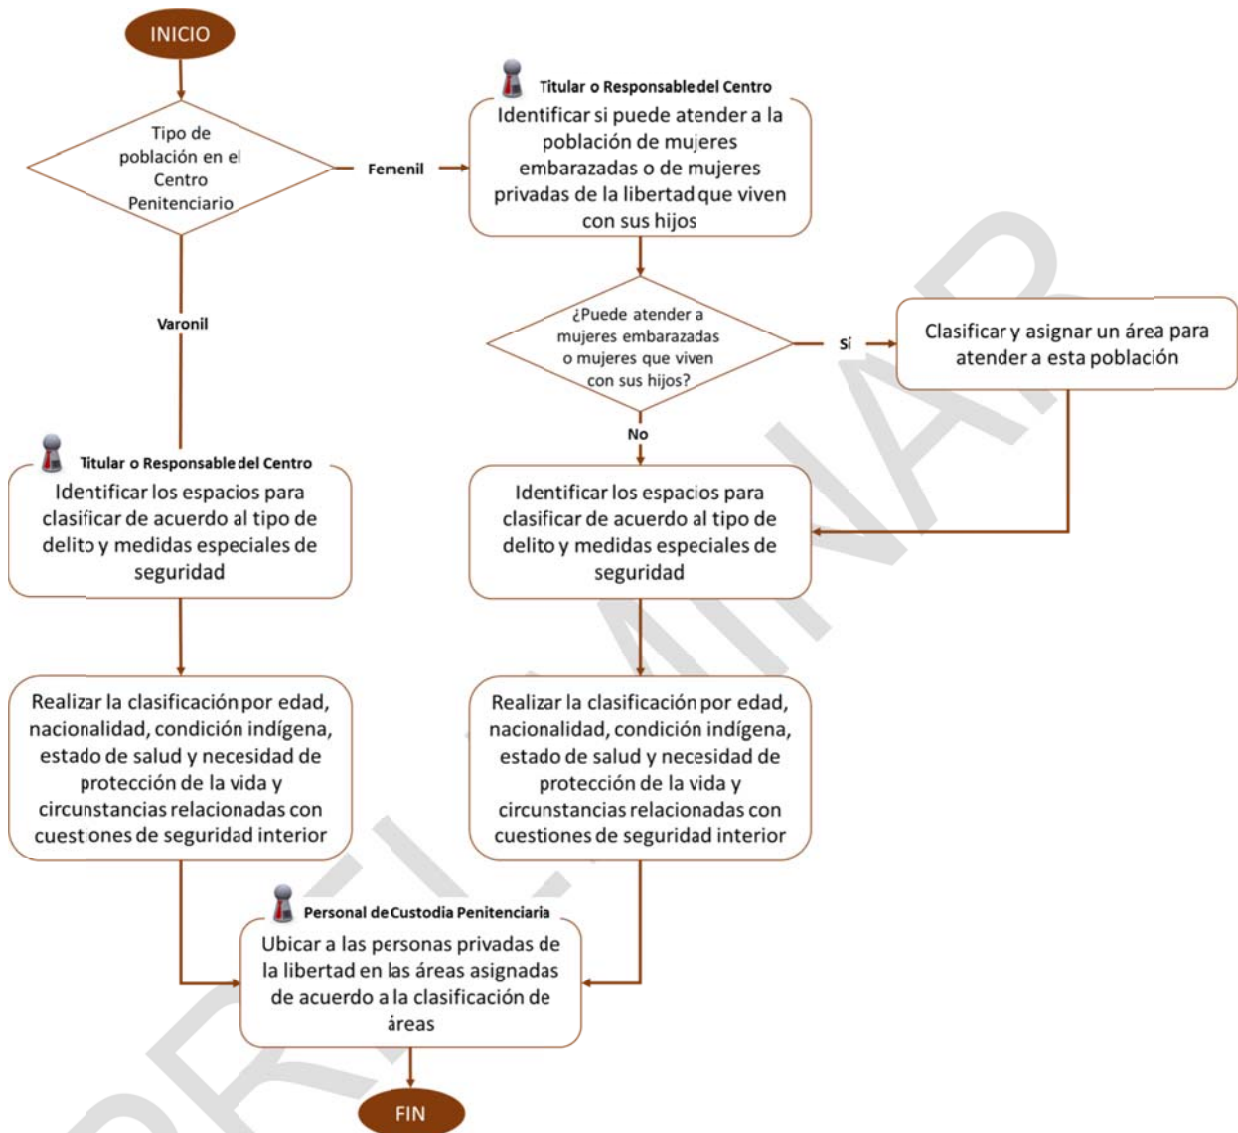 INICIO
Tipo de
población en el
Centro
Penitenciario
Femenil
Varonil
Titular o Responsable del Centro
Identificar si puede atender a la
población de mujeres
embarazadas o de mujeres
privadas de la libertad que viven
con sus hijos
¿Puede atender a
mujeres embarazadas
o mujeres que viven
con sus hijos?
Sí
Clasificar y asignar un área para
atender a esta población
No
Titular o Responsable del Centro
Identificar los espacios para
clasificar de acuerdo al tipo de
delito y medidas especiales de
seguridad
Identificar los espacios para
clasificar de acuerdo al tipo de
delito y medidas especiales de
seguridad
Realizar la clasificación por edad,
nacionalidad, condición indígena,
estado de salud y necesidad de
protección de la vida y
circunstancias relacionadas con
cuestiones de seguridad interior
Realizar la clasificación por edad,
nacionalidad, condición indígena,
estado de salud y necesidad de
protección de la vida y
circunstancias relacionadas con
cuestiones de seguridad interior
Personal de Custodia Penitenciaria
Ubicar a las personas privadas de
la libertad en las áreas asignadas
de acuerdo a la clasificación de
áreas
FIN